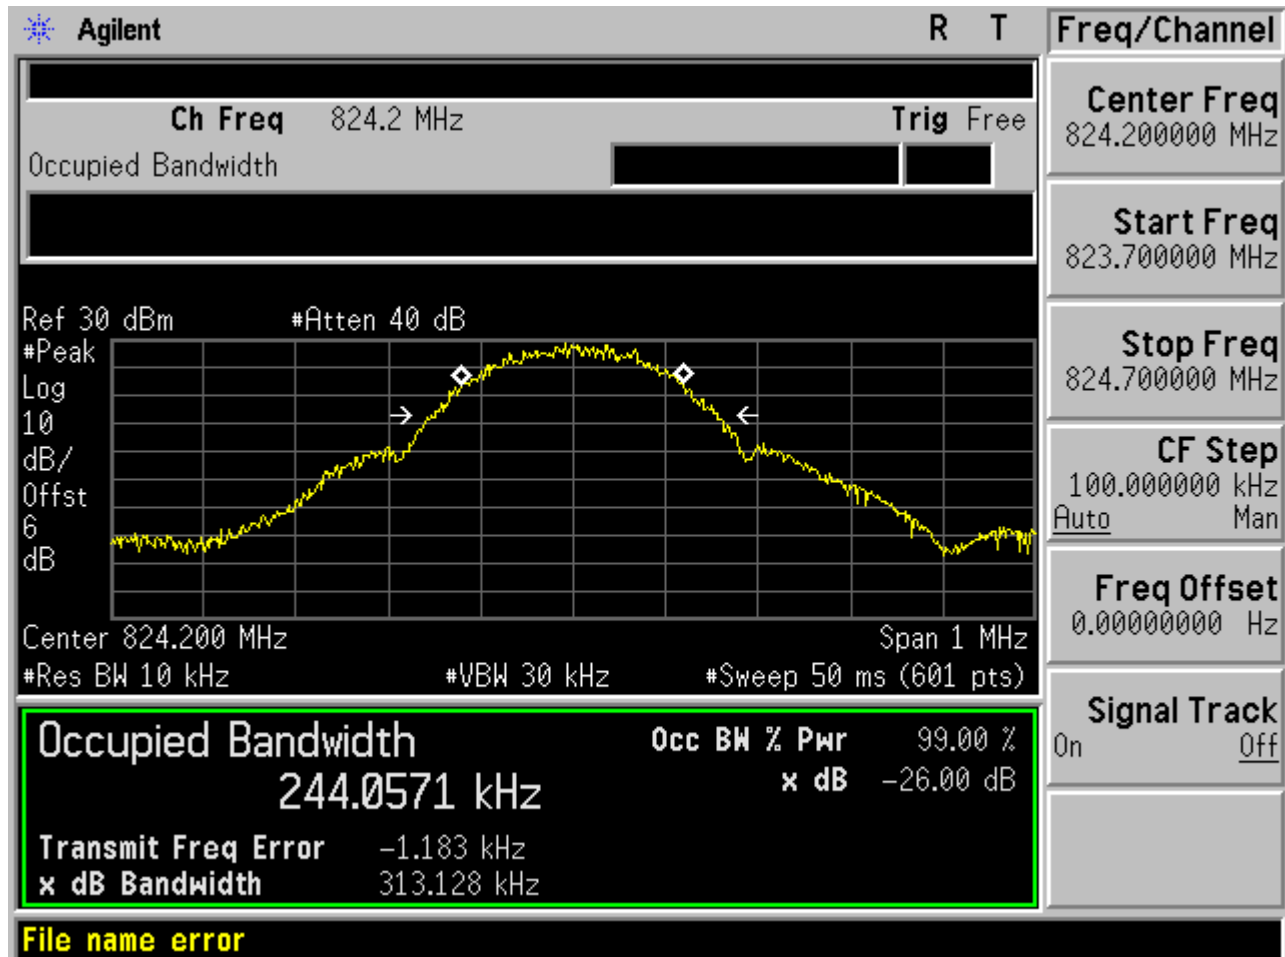 Agilent R T Freq/Channel
Ch Freq 824.2 MHz Trig Free
Occupied Bandwidth
Center Freq
824.200000 MHz
Start Freq
823.700000 MHz
Stop Freq
824.700000 MHz
CF Step
100.000000 kHz
Auto Man
Freq Offset
0.00000000 Hz
Signal Track
On Off
Ref 30 dBm #Atten 40 dB
#Peak
Log
10
dB/
Offst
6
dB
Center 824.200 MHz Span 1 MHz
#Res BW 10 kHz #VBW 30 kHz #Sweep 50 ms (601 pts)
Occupied Bandwidth Occ BW % Pwr 99.00 %
244.0571 kHz x dB -26.00 dB
Transmit Freq Error -1.183 kHz
x dB Bandwidth 313.128 kHz
File name error